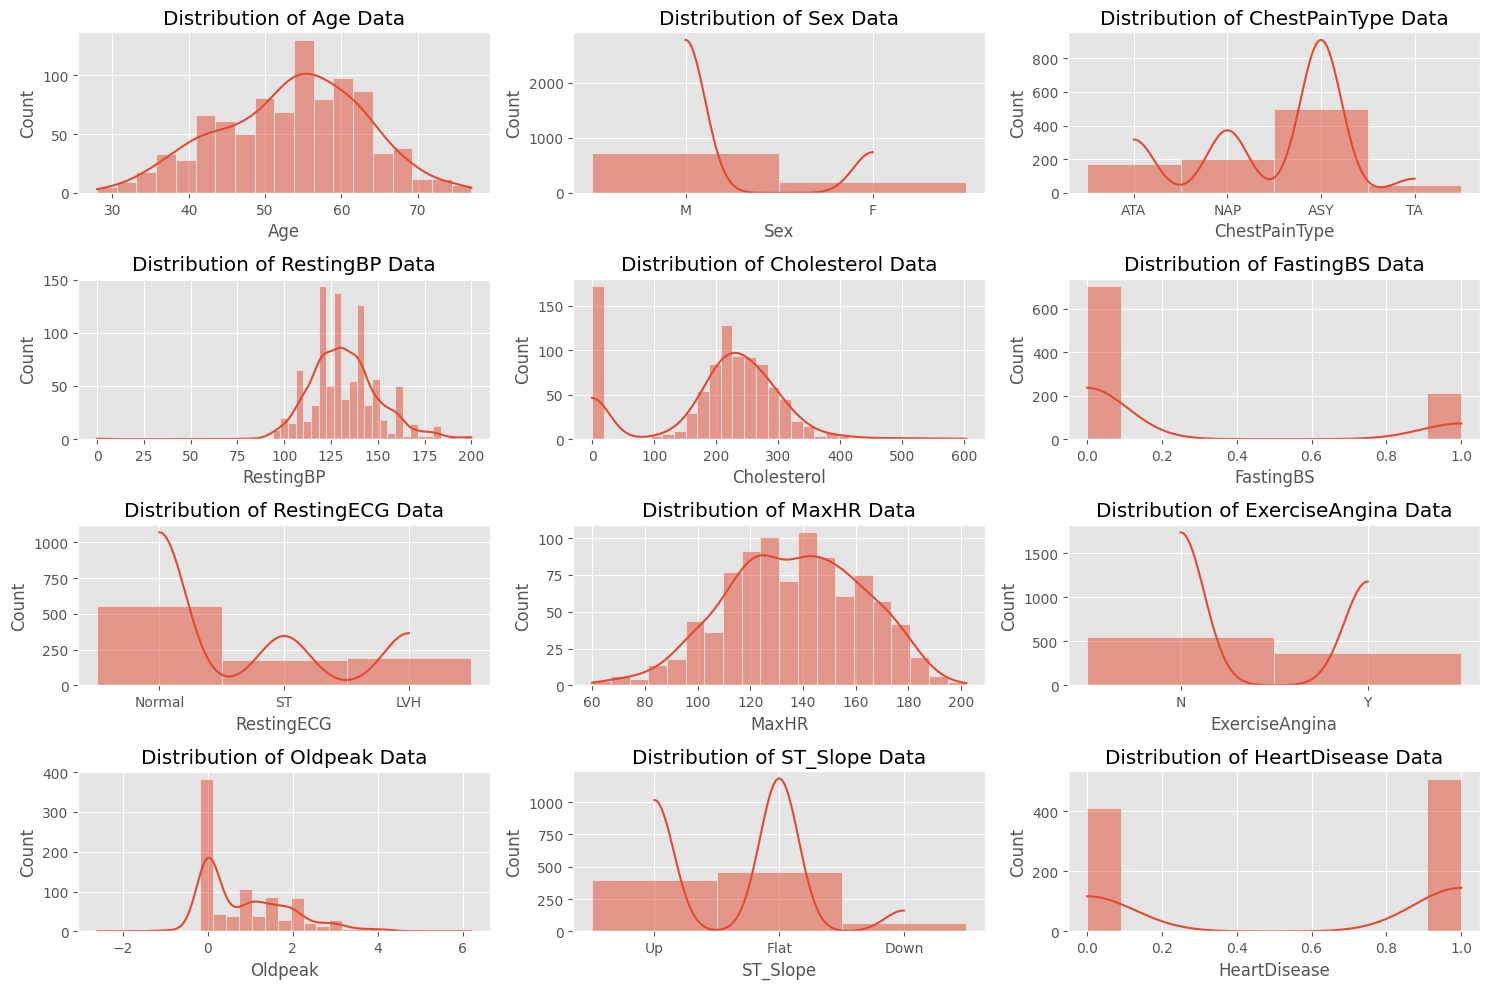 Distribution of Age Data
Count
100
50
0
30 40 50 60 70
Age
Distribution of Sex Data
Count
2000
1000
0
M F
Sex
Distribution of ChestPainType Data
Count
800
600
400
200
0
ATA NAP ASY TA
ChestPainType
Distribution of RestingBP Data
Count
150
100
50
0
0 25 50 75 100 125 150 175 200
RestingBP
Distribution of Cholesterol Data
Count
150
100
50
0
0 100 200 300 400 500 600
Cholesterol
Distribution of FastingBS Data
Count
600
400
200
0
0.0 0.2 0.4 0.6 0.8 1.0
FastingBS
Distribution of RestingECG Data
Count
1000
750
500
250
0
Normal ST LVH
RestingECG
Distribution of MaxHR Data
Count
100
75
50
25
0
60 80 100 120 140 160 180 200
MaxHR
Distribution of ExerciseAngina Data
Count
1500
1000
500
0
N Y
ExerciseAngina
Distribution of Oldpeak Data
Count
400
300
200
100
0
−2 0 2 4 6
Oldpeak
Distribution of ST_Slope Data
Count
1000
750
500
250
0
Up Flat Down
ST_Slope
Distribution of HeartDisease Data
Count
400
200
0
0.0 0.2 0.4 0.6 0.8 1.0
HeartDisease